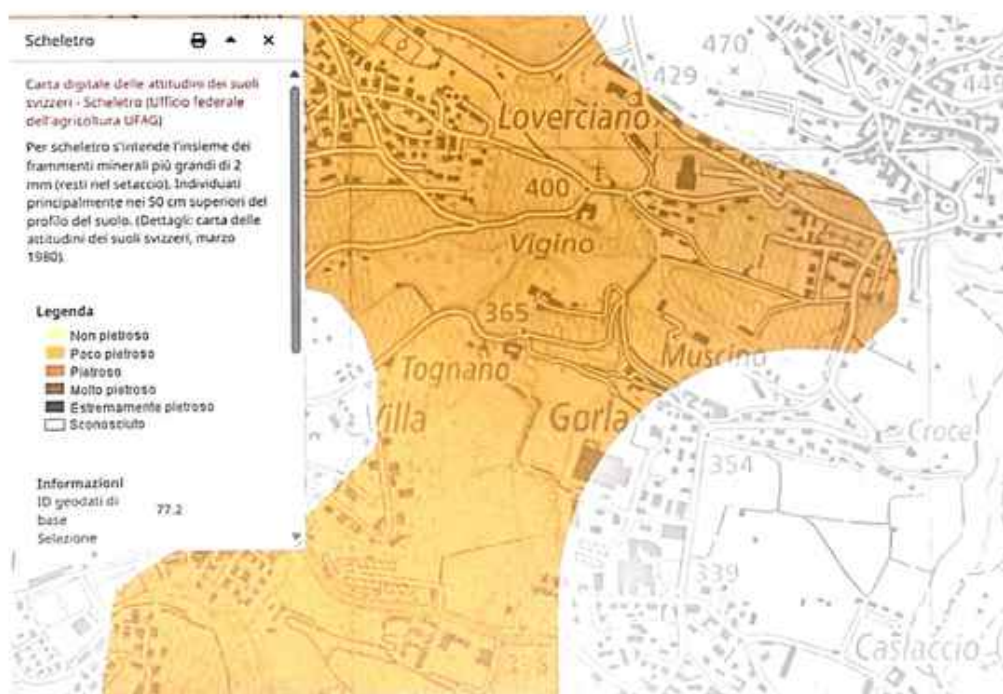 Scheletro
Carta digitale delle attitudini dei suoli
svizzeri - Scheletro (Ufficio federale
dell'agricoltura UFAG)
Per scheletro s'intende l'insieme dei
frammenti minerali più grandi di 2
mm (resti nel setaccio). Individuati
principalmente nei 50 cm superiori del
profilo del suolo. (Dettagli: carta delle
attitudini dei suoli svizzeri, marzo
1980).
Legenda
Non pietroso
Poco pietroso
Pietroso
Molto pietroso
Estremamente pietroso
Sconosciuto
Informazioni
ID geodati di
base
77.2
Selezione
470
429
449
Loverciano
400
Vigino
365
Muscino
Tognano
Villa
Gorla
Croce
354
339
Caslaccio